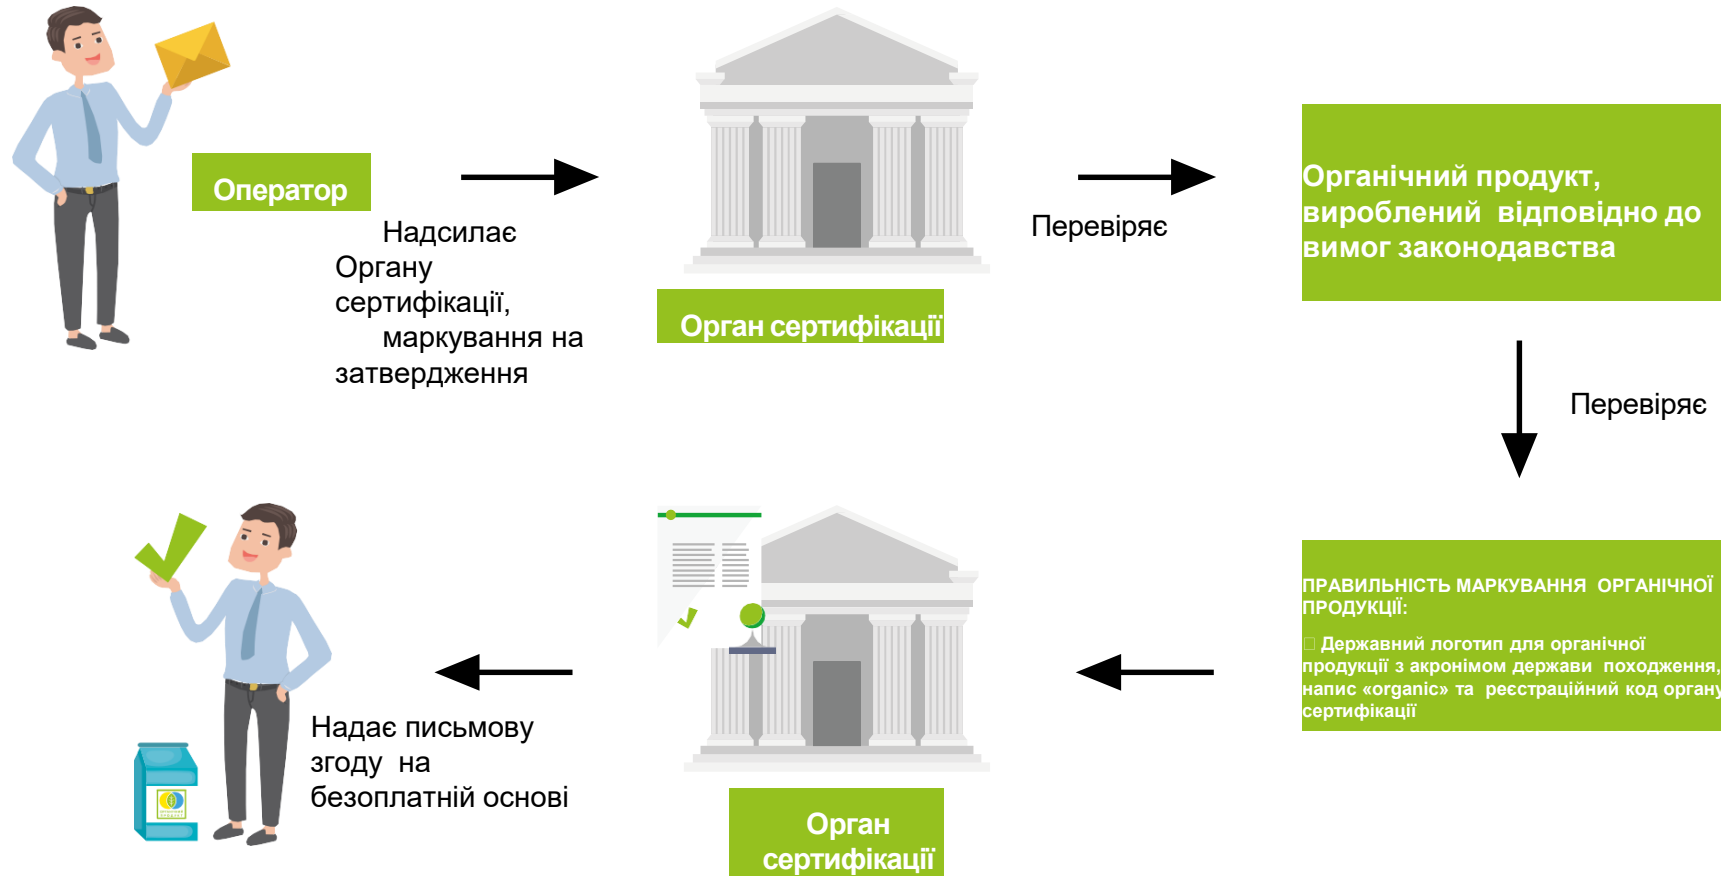 Оператор
Надсилає
Органу
сертифікації,
маркування на
затвердження
Орган сертифікації
Перевіряє
Органічний продукт,
вироблений відповідно до
вимог законодавства
Перевіряє
ПРАВИЛЬНІСТЬ МАРКУВАННЯ ОРГАНІЧНОЇ
ПРОДУКЦІЇ:
Державний логотип для органічної
продукції з акронімом держави походження,
напис «organic» та реєстраційний код органу
сертифікації
Орган
сертифікації
Надає письмову
згоду на
безоплатній основі